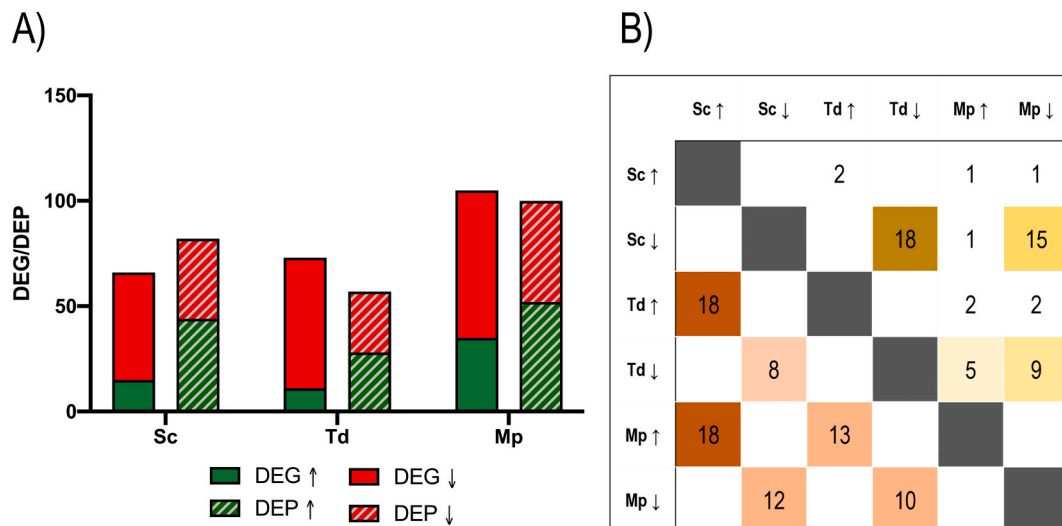 A)
DEG/DEP
150
100
50
0
Sc Td Mp
DEG ↑ DEG ↓
DEP ↑ DEP ↓
B)
Sc ↑ Sc ↓ Td ↑ Td ↓ Mp ↑ Mp ↓
Sc ↑ 2 1 1
Sc ↓ 18 1 15
Td ↑ 18 2 2
Td ↓ 8 5 9
Mp ↑ 18 13
Mp ↓ 12 10